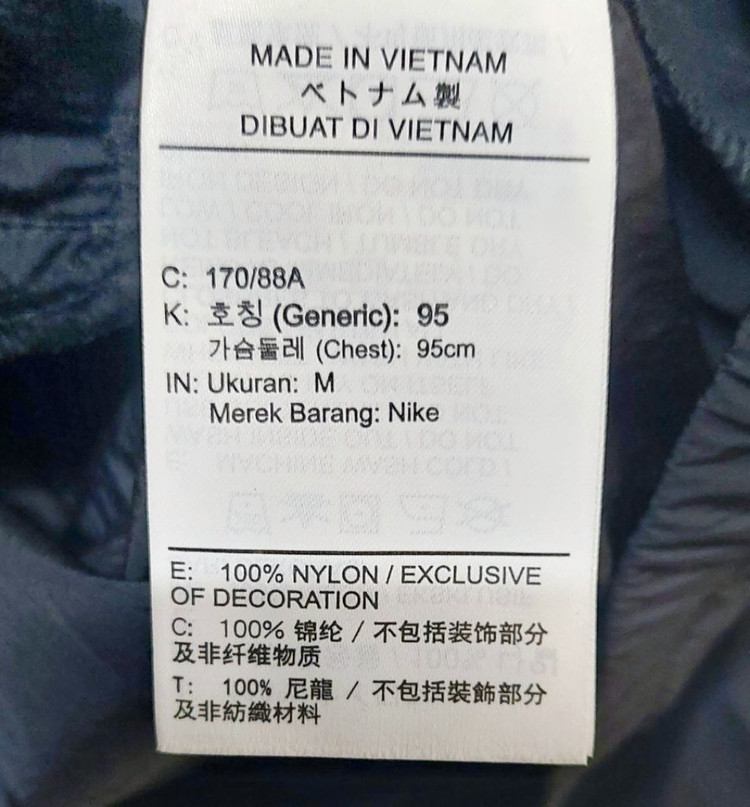 MADE IN VIETNAM
ベトナム製
DIBUAT DI VIETNAM
C: 170/88A
K: 호칭 (Generic): 95
가슴둘레 (Chest): 95cm
IN: Ukuran: M
Merek Barang: Nike
E: 100% NYLON / EXCLUSIVE
OF DECORATION
C: 100% 锦纶 / 不包括装饰部分
及非纤维物质
T: 100% 尼龍 / 不包括裝飾部分
及非紡織材料